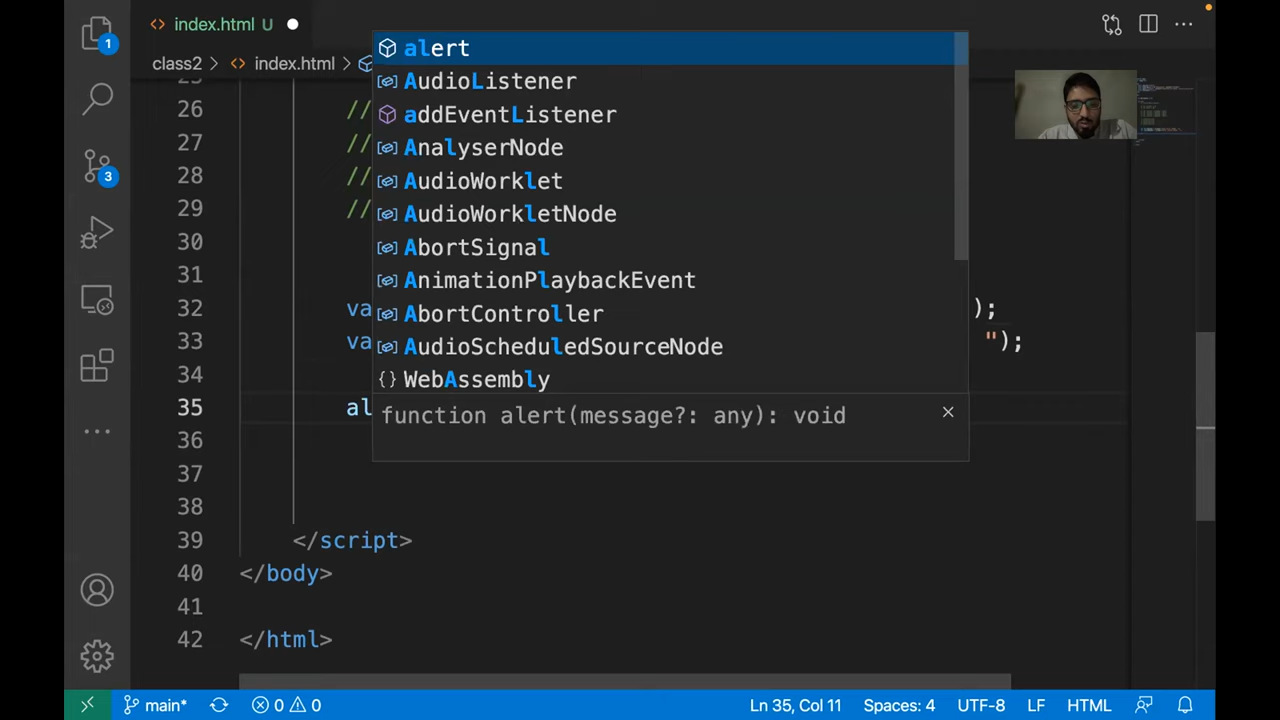 index.html U
class2 > index.html >
1
3
25
26 //
27 //
28 //
29 //
30
31
32 va );
33 va ");
34
35 al
36
37
38
39 </script>
40 </body>
41
42 </html>
alert
AudioListener
addEventListener
AnalyserNode
AudioWorklet
AudioWorkletNode
AbortSignal
AnimationPlaybackEvent
AbortController
AudioScheduledSourceNode
{} WebAssembly
function alert(message?: any): void
main* 0 0 Ln 35, Col 11 Spaces: 4 UTF-8 LF HTML